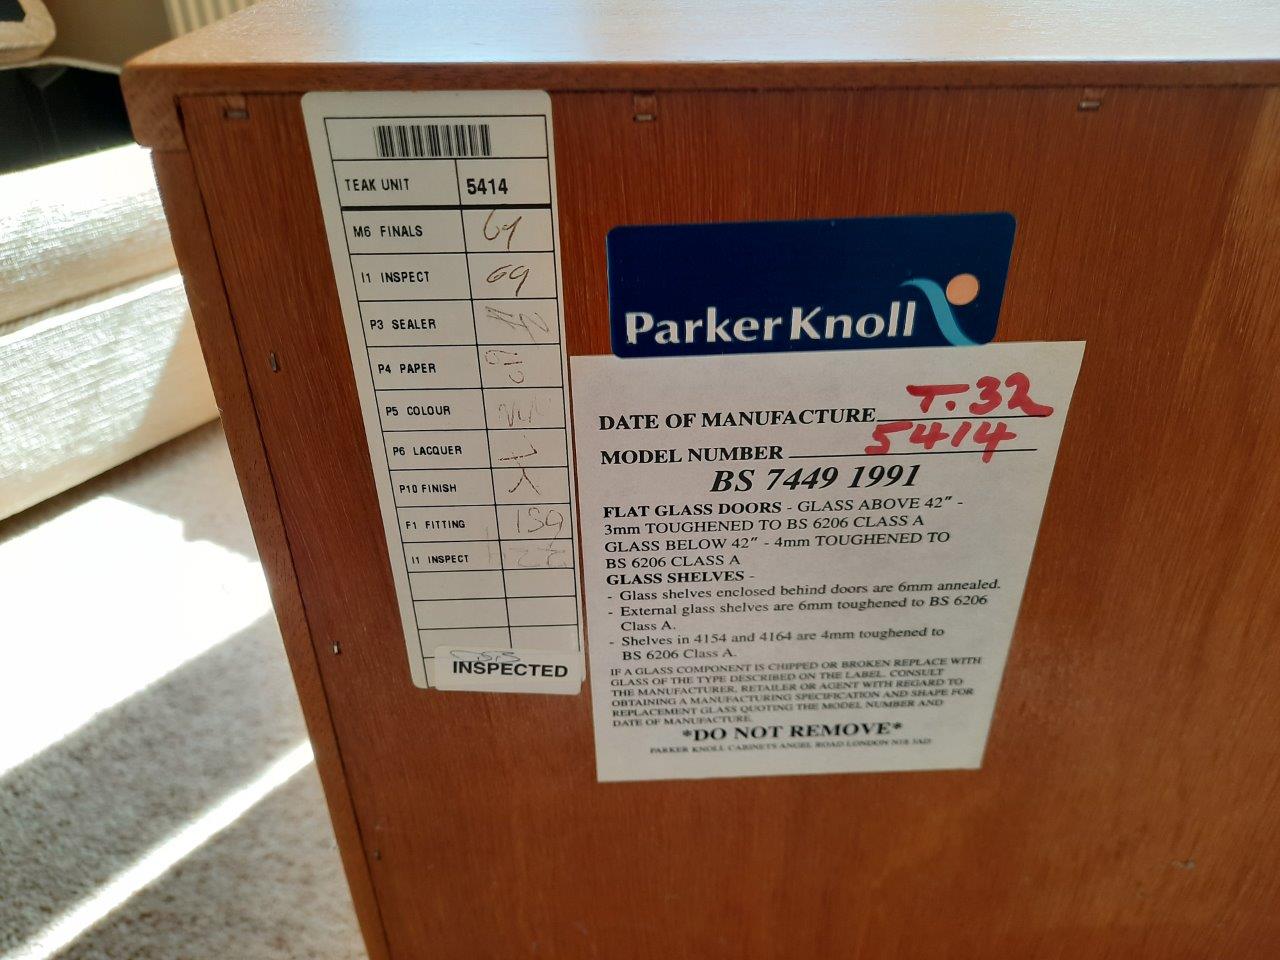 TEAK UNIT 5414
M6 FINALS
I1 INSPECT 69
P3 SEALER
P4 PAPER
P5 COLOUR
P6 LACQUER
P10 FINISH
F1 FITTING
I1 INSPECT
INSPECTED
Parker Knoll
DATE OF MANUFACTURE T.32
MODEL NUMBER 5414
BS 7449 1991
FLAT GLASS DOORS - GLASS ABOVE 42" -
3mm TOUGHENED TO BS 6206 CLASS A
GLASS BELOW 42" - 4mm TOUGHENED TO
BS 6206 CLASS A
GLASS SHELVES -
- Glass shelves enclosed behind doors are 6mm annealed.
- External glass shelves are 6mm toughened to BS 6206
Class A.
- Shelves in 4154 and 4164 are 4mm toughened to
BS 6206 Class A.
IF A GLASS COMPONENT IS CHIPPED OR BROKEN REPLACE WITH
GLASS OF THE TYPE DESCRIBED ON THE LABEL. CONSULT
THE MANUFACTURER, RETAILER OR AGENT WITH REGARD TO
OBTAINING A MANUFACTURING SPECIFICATION AND SHAPE FOR
REPLACEMENT GLASS QUOTING THE MODEL NUMBER AND
DATE OF MANUFACTURE.
*DO NOT REMOVE*
PARKER KNOLL CABINETS ANGEL ROAD LONDON N18 3AD